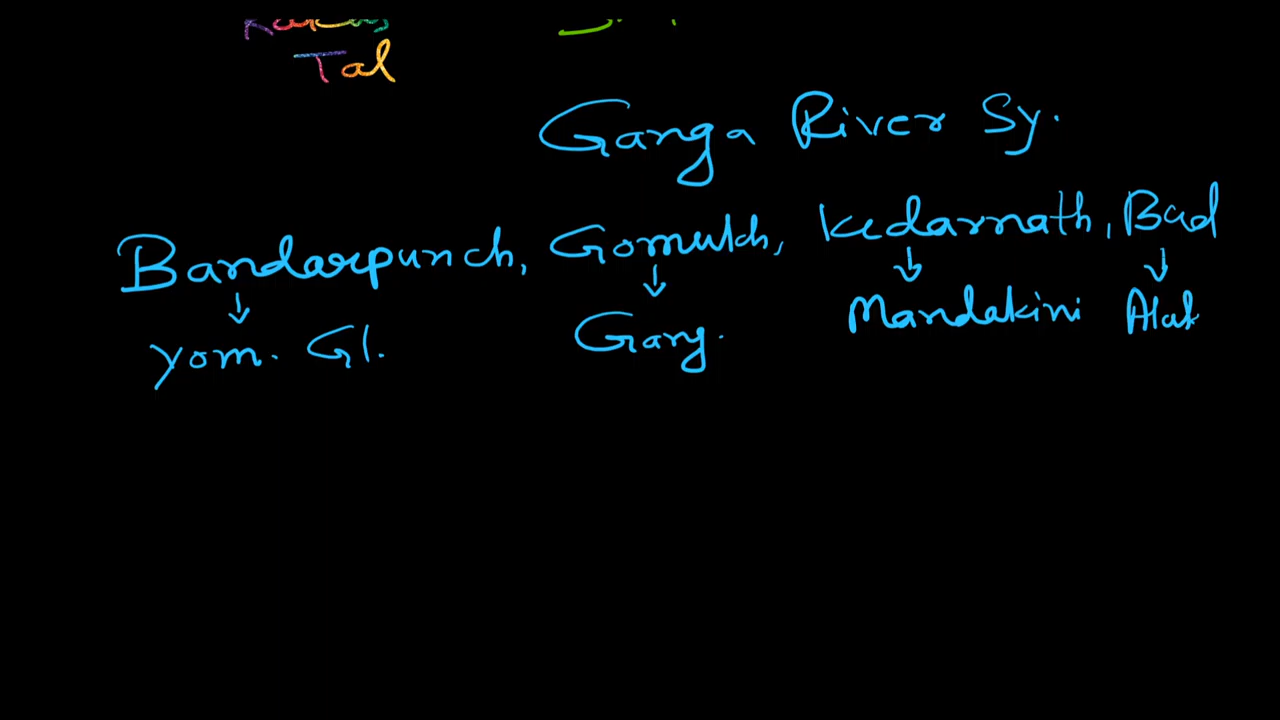 Tal
Ganga River Sy.
Bandarpunch, Gomukh, Kedarnath, Bad
Yom. Gl. Gang. Mandakini Alak